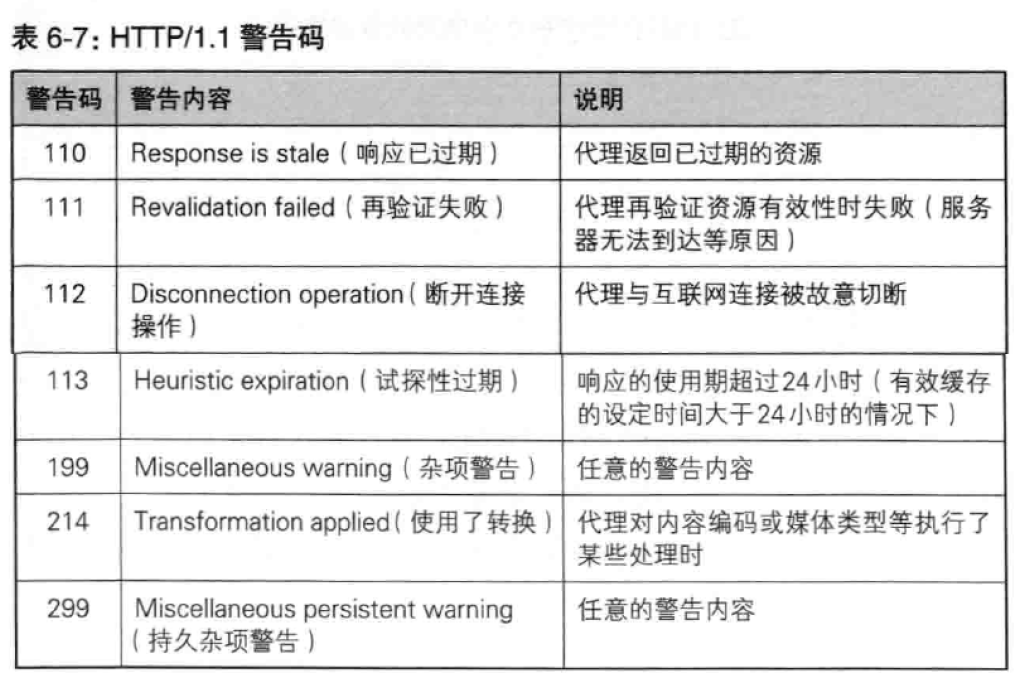 表 6-7: HTTP/1.1 警告码
警告码 警告内容 说明
110 Response is stale ( 响应已过期 ) 代理返回已过期的资源
111 Revalidation failed ( 再验证失败 ) 代理再验证资源有效性时失败 ( 服务
器无法到达等原因 )
112 Disconnection operation ( 断开连接 代理与互联网连接被故意切断
操作 )
113 Heuristic expiration ( 试探性过期 ) 响应的使用期超过24小时 ( 有效缓存
的设定时间大于24小时的情况下 )
199 Miscellaneous warning ( 杂项警告 ) 任意的警告内容
214 Transformation applied ( 使用了转换 ) 代理对内容编码或媒体类型等执行了
某些处理时
299 Miscellaneous persistent warning 任意的警告内容
( 持久杂项警告 )